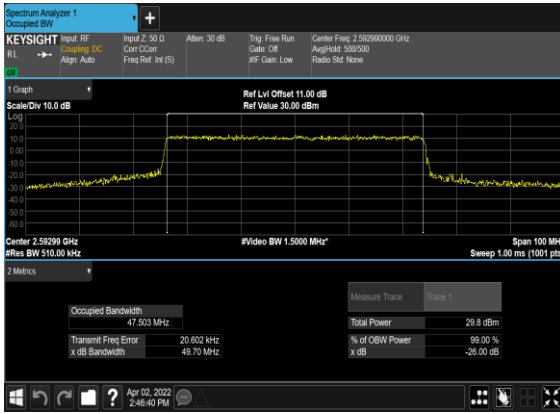 Spectrum Analyzer 1
Occupied BW
KEYSIGHT Input: RF Input Z: 50 Ω Atten: 30 dB Trig: Free Run Center Freq: 2.592990000 GHz
RL Coupling: DC Corr CCorr Gate: Off Avg|Hold: 500/500
Align: Auto Freq Ref: Int (S) #IF Gain: Low Radio Std: None
1 Graph
Ref Lvl Offset 11.00 dB
Scale/Div 10.0 dB Ref Value 30.00 dBm
Log
20.0
10.0
0.00
-10.0
-20.0
-30.0
-40.0
-50.0
-60.0
Center 2.59299 GHz #Video BW 1.5000 MHz* Span 100 MH
#Res BW 510.00 kHz Sweep 1.00 ms (1001 pts
2 Metrics
Measure Trace Trace 1
Occupied Bandwidth
47.503 MHz Total Power 29.8 dBm
Transmit Freq Error 20.602 kHz % of OBW Power 99.00 %
x dB Bandwidth 49.70 MHz x dB -26.00 dB
Apr 02, 2022
2:46:40 PM